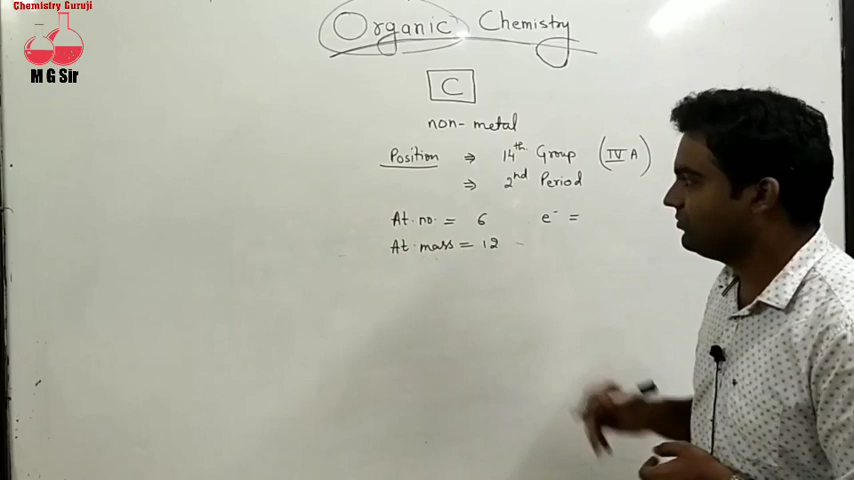 Chemistry Guruji
M G Sir
Organic Chemistry
C
non-metal
Position ⇒ 14th Group (IV A)
⇒ 2nd Period
At. no. = 6 e⁻ =
At. mass = 12